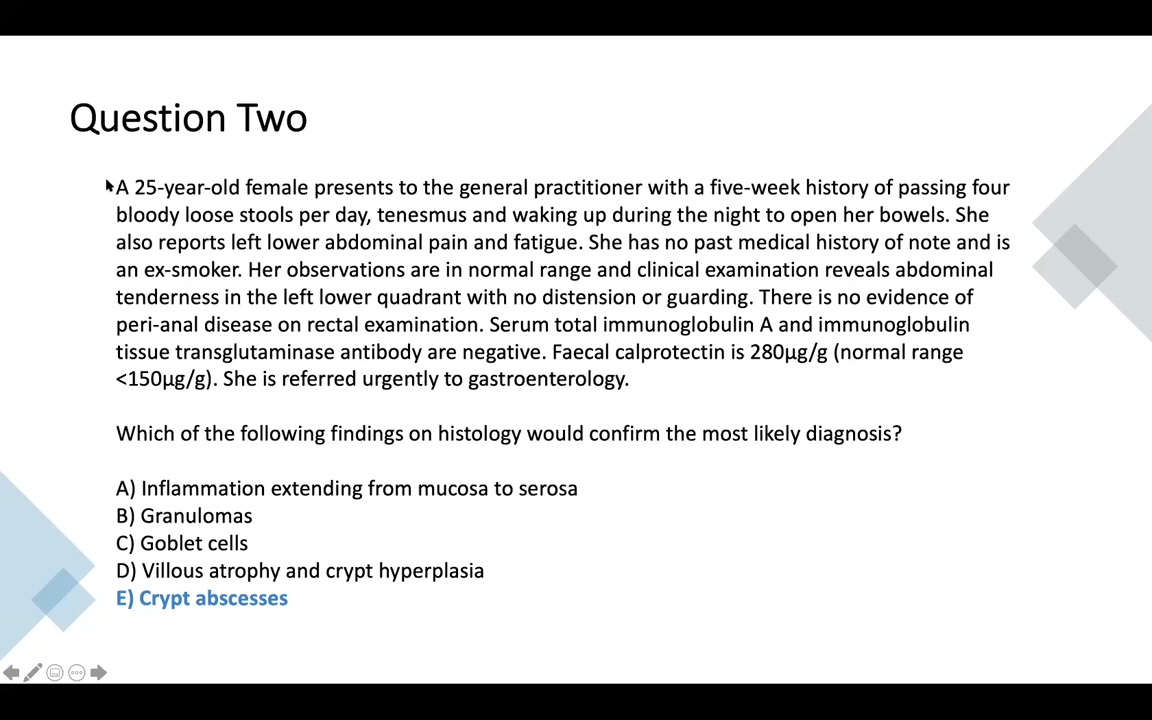 Question Two
A 25-year-old female presents to the general practitioner with a five-week history of passing four
bloody loose stools per day, tenesmus and waking up during the night to open her bowels. She
also reports left lower abdominal pain and fatigue. She has no past medical history of note and is
an ex-smoker. Her observations are in normal range and clinical examination reveals abdominal
tenderness in the left lower quadrant with no distension or guarding. There is no evidence of
peri-anal disease on rectal examination. Serum total immunoglobulin A and immunoglobulin
tissue transglutaminase antibody are negative. Faecal calprotectin is 280µg/g (normal range
<150µg/g). She is referred urgently to gastroenterology.
Which of the following findings on histology would confirm the most likely diagnosis?
A) Inflammation extending from mucosa to serosa
B) Granulomas
C) Goblet cells
D) Villous atrophy and crypt hyperplasia
E) Crypt abscesses